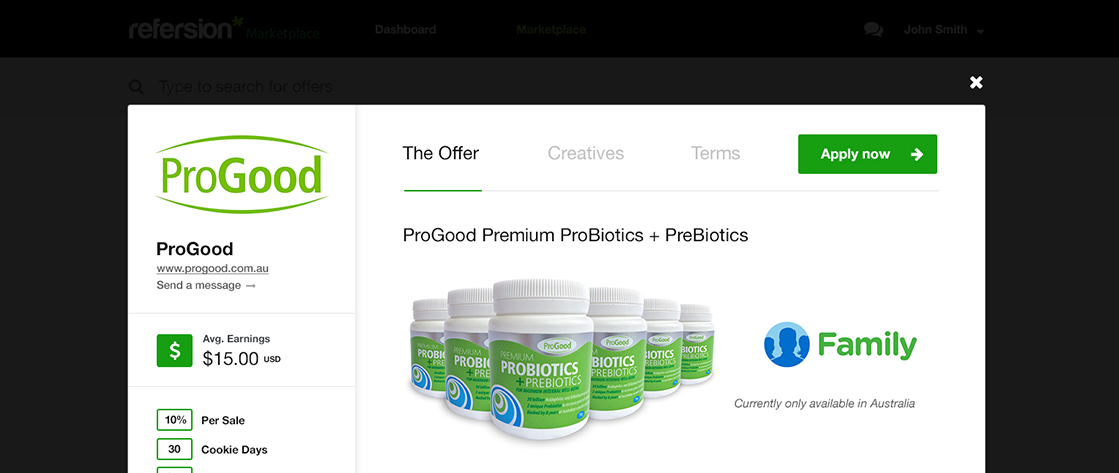 refersion* Marketplace
Dashboard
Marketplace
John Smith
Type to search for offers
ProGood
ProGood
www.progood.com.au
Send a message →
Avg. Earnings
$
$15.00 USD
10% Per Sale
30 Cookie Days
The Offer
Creatives
Terms
Apply now →
ProGood Premium ProBiotics + PreBiotics
ProGood
PREMIUM
PROBIOTICS
+PREBIOTICS
Family
Currently only available in Australia